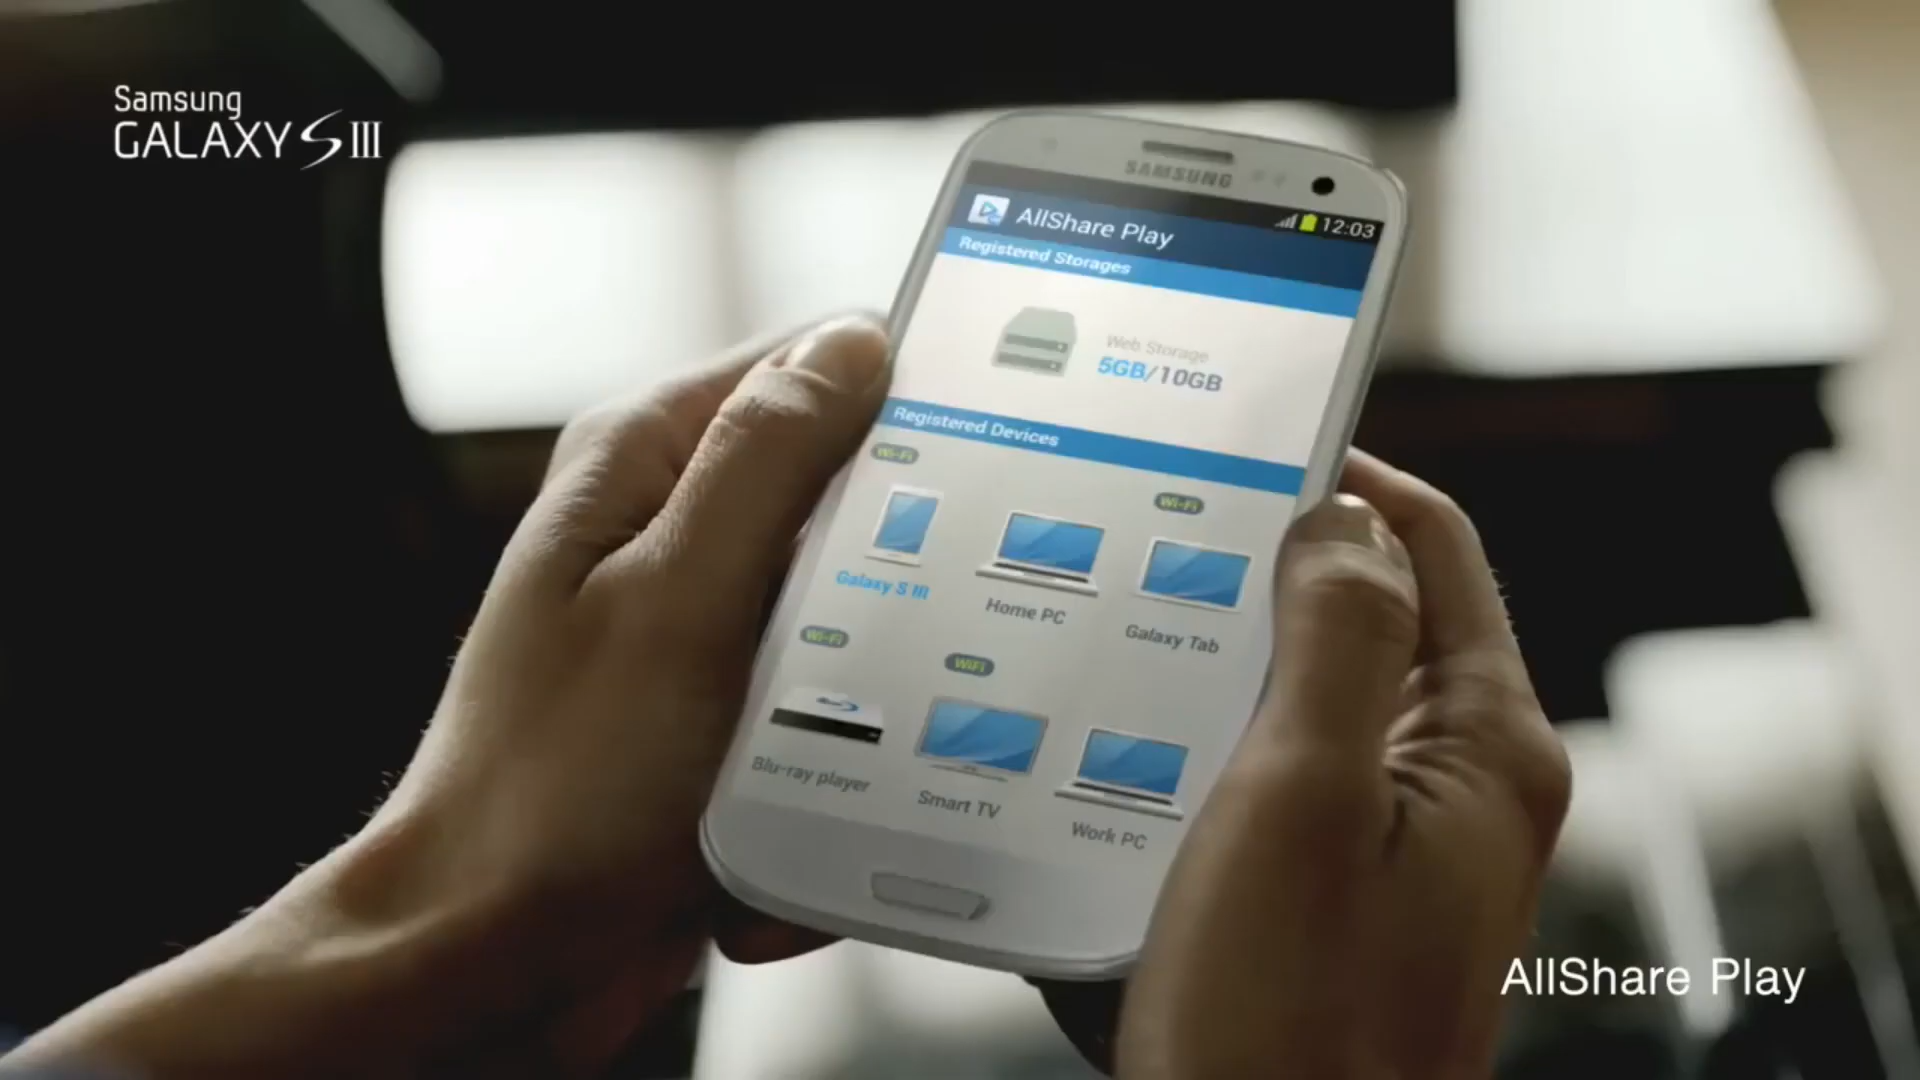 Samsung
GALAXY S III
SAMSUNG
12:03
AllShare Play
Registered Storages
Web Storage
5GB/10GB
Registered Devices
Wi-Fi
Wi-Fi
Galaxy S III
Home PC
Galaxy Tab
Wi-Fi
WiFi
Blu-ray player
Smart TV
Work PC
AllShare Play